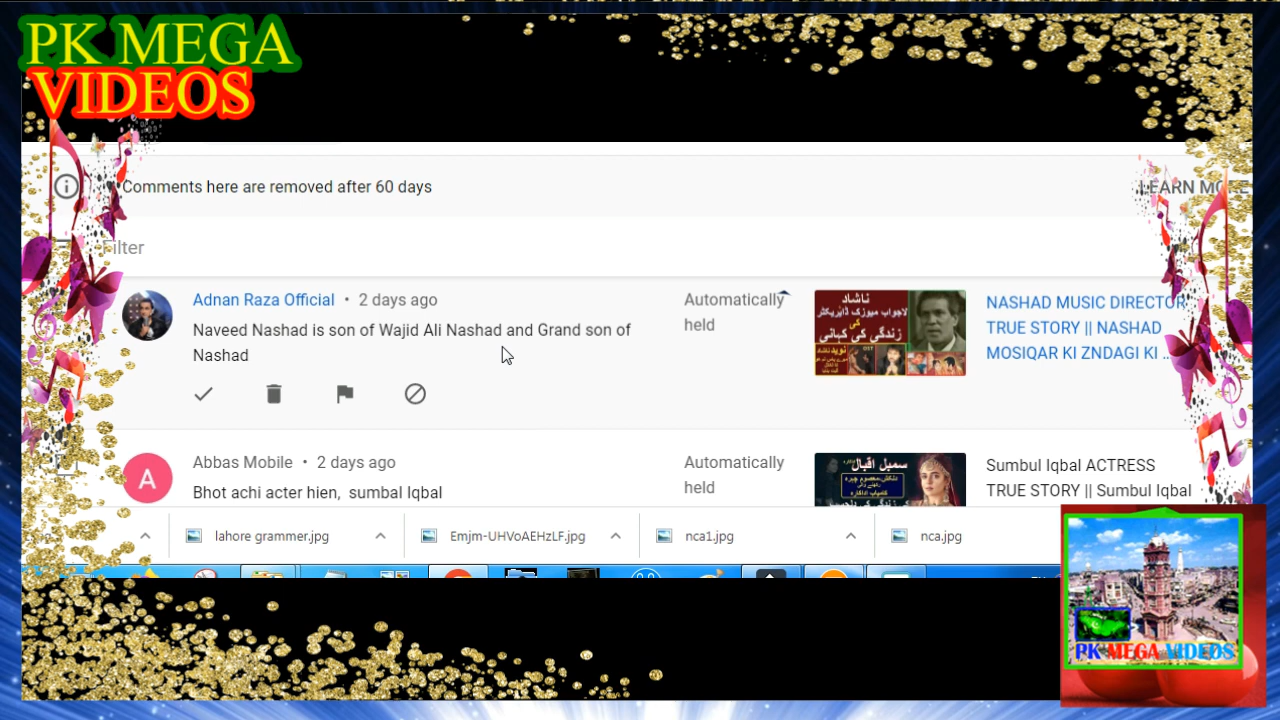 PK MEGA
VIDEOS
Comments here are removed after 60 days
LEARN MORE
Filter
Adnan Raza Official • 2 days ago
Naveed Nashad is son of Wajid Ali Nashad and Grand son of
Nashad
Automatically
held
ناشاد
لاجواب میوزک ڈائریکٹر
کی
زندگی کی کہانی
NASHAD MUSIC DIRECTOR
TRUE STORY || NASHAD
MOSIQAR KI ZNDAGI KI ...
Abbas Mobile • 2 days ago
Bhot achi acter hien, sumbal Iqbal
Automatically
held
سمبل اقبال
Sumbul Iqbal ACTRESS
TRUE STORY || Sumbul Iqbal
lahore grammer.jpg
Emjm-UHVoAEHzLF.jpg
nca1.jpg
nca.jpg
PK MEGA VIDEOS